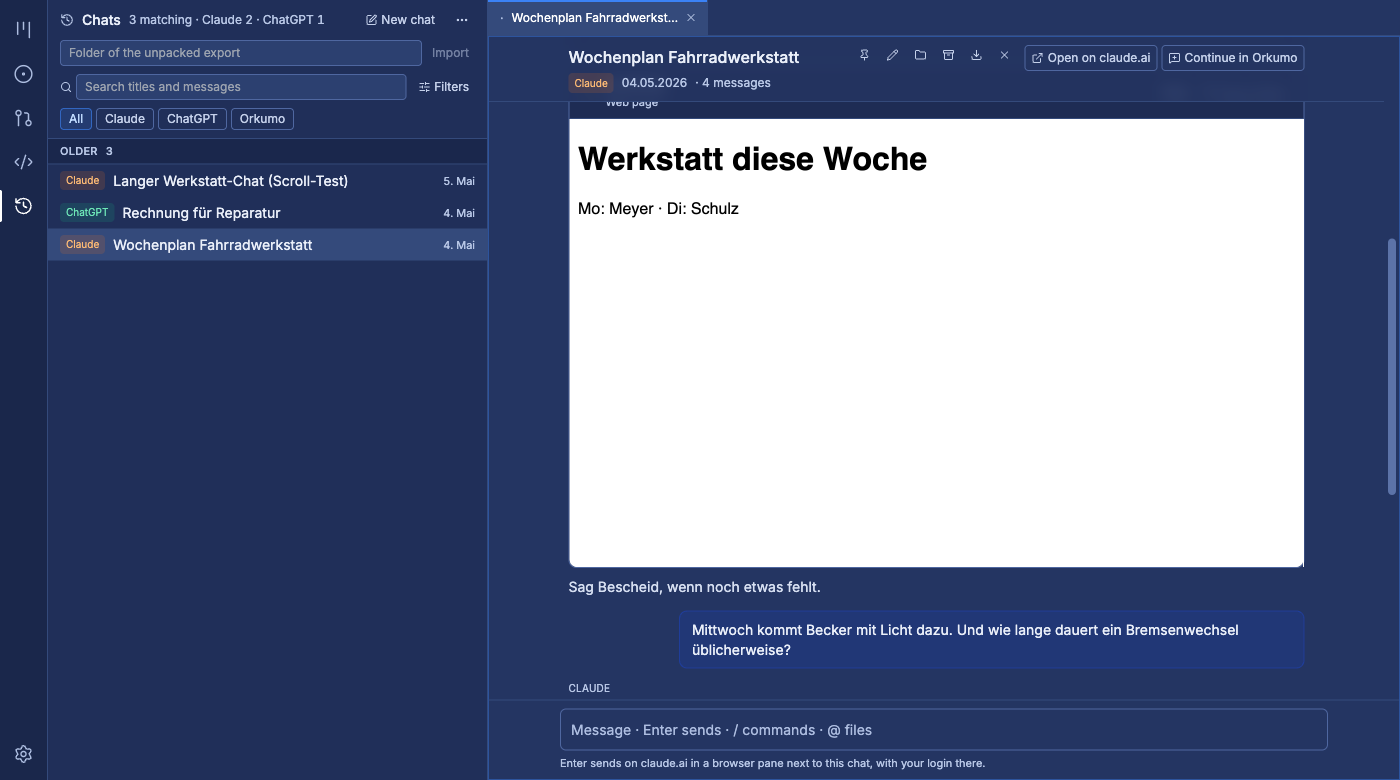 Chats 3 matching · Claude 2 · ChatGPT 1 New chat
Folder of the unpacked export Import
Search titles and messages Filters
All Claude ChatGPT Orkumo
OLDER 3
Claude Langer Werkstatt-Chat (Scroll-Test) 5. Mai
ChatGPT Rechnung für Reparatur 4. Mai
Claude Wochenplan Fahrradwerkstatt 4. Mai
Wochenplan Fahrradwerkst...
Wochenplan Fahrradwerkstatt Open on claude.ai Continue in Orkumo
Claude 04.05.2026 · 4 messages
Web page
Werkstatt diese Woche
Mo: Meyer · Di: Schulz
Sag Bescheid, wenn noch etwas fehlt.
Mittwoch kommt Becker mit Licht dazu. Und wie lange dauert ein Bremsenwechsel
üblicherweise?
CLAUDE
Message · Enter sends · / commands · @ files
Enter sends on claude.ai in a browser pane next to this chat, with your login there.